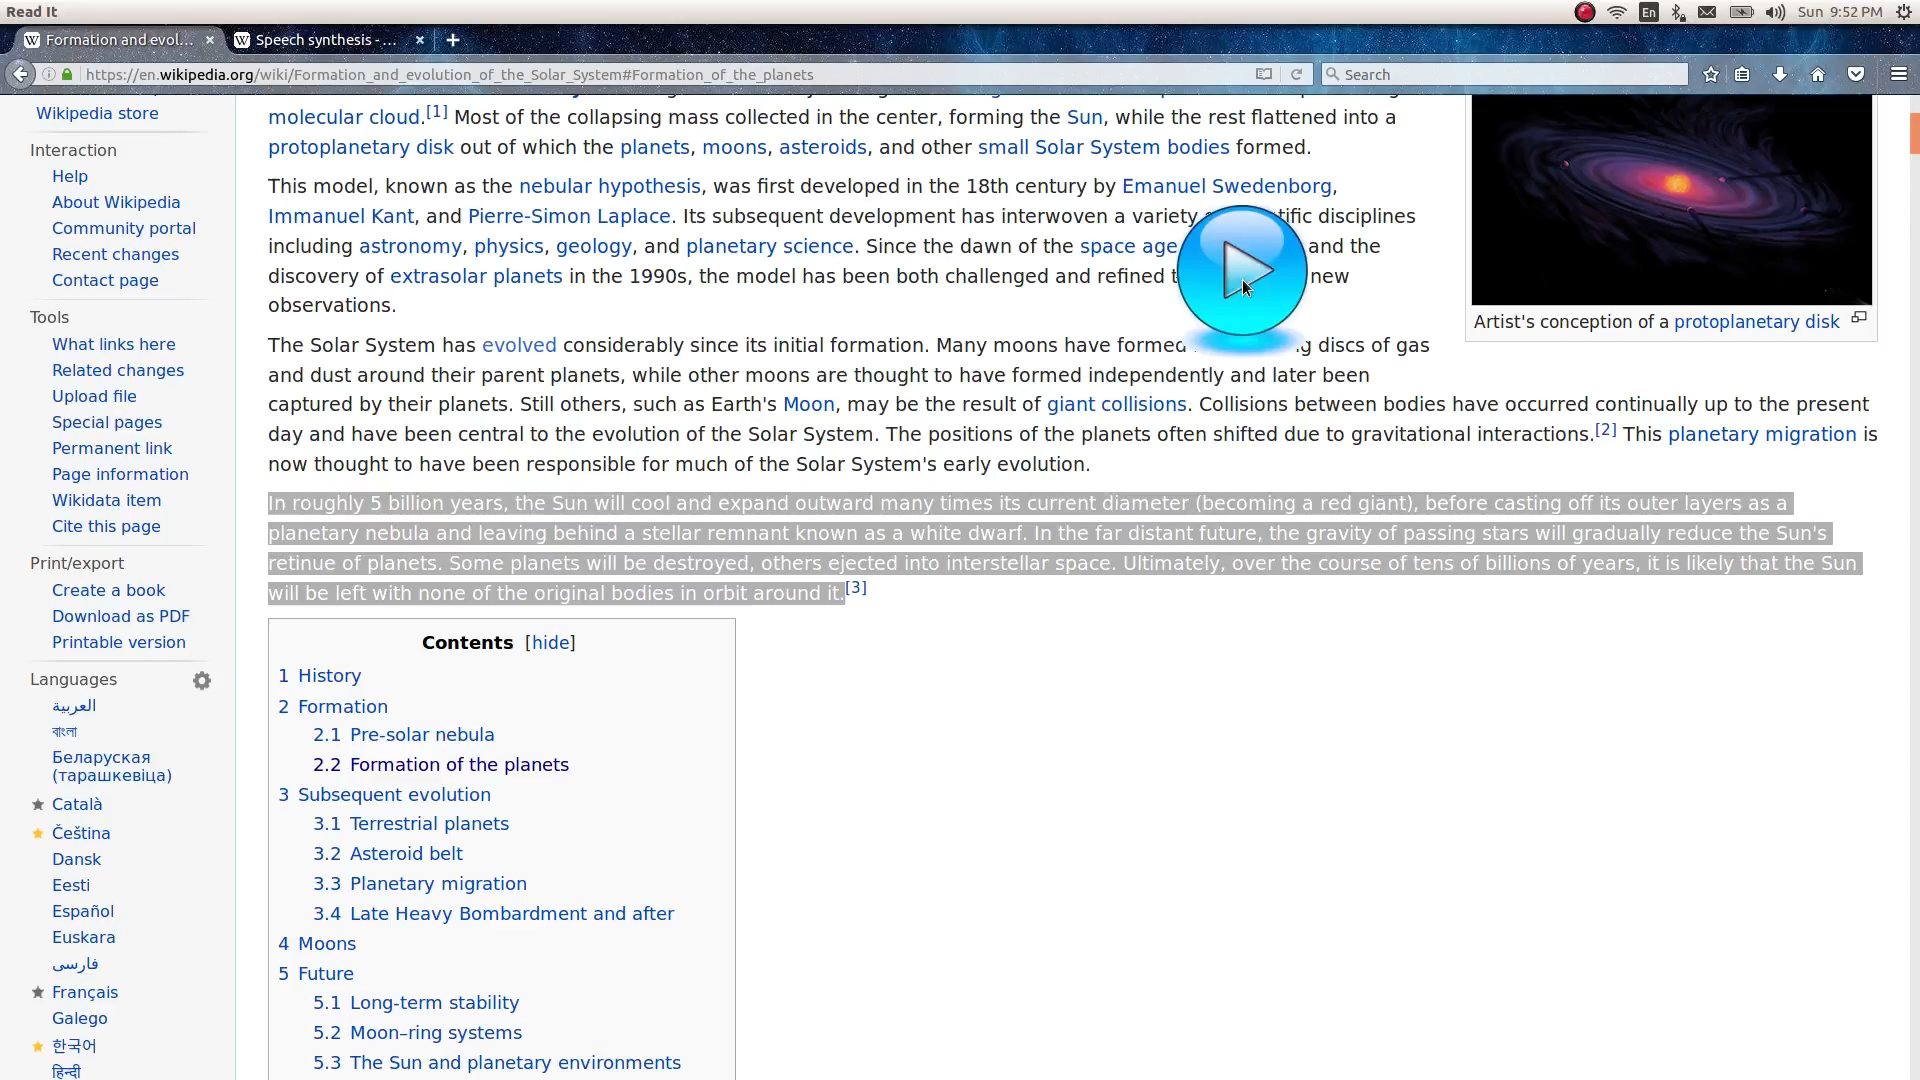 Read It
En
Sun 9:52 PM
Formation and evol...
Speech synthesis - ...
https://en.wikipedia.org/wiki/Formation_and_evolution_of_the_Solar_System#Formation_of_the_planets
Search
Wikipedia store
Interaction
Help
About Wikipedia
Community portal
Recent changes
Contact page
Tools
What links here
Related changes
Upload file
Special pages
Permanent link
Page information
Wikidata item
Cite this page
Print/export
Create a book
Download as PDF
Printable version
Languages
العربية
বাংলা
Беларуская
(тарашкевіца)
Català
Čeština
Dansk
Eesti
Español
Euskara
فارسی
Français
Galego
한국어
हिन्दी
molecular cloud.[1] Most of the collapsing mass collected in the center, forming the Sun, while the rest flattened into a
protoplanetary disk out of which the planets, moons, asteroids, and other small Solar System bodies formed.
This model, known as the nebular hypothesis, was first developed in the 18th century by Emanuel Swedenborg,
Immanuel Kant, and Pierre-Simon Laplace. Its subsequent development has interwoven a variety disciplines
including astronomy, physics, geology, and planetary science. Since the dawn of the space age and the
discovery of extrasolar planets in the 1990s, the model has been both challenged and refined new
observations.
The Solar System has evolved considerably since its initial formation. Many moons have formed discs of gas
and dust around their parent planets, while other moons are thought to have formed independently and later been
captured by their planets. Still others, such as Earth's Moon, may be the result of giant collisions. Collisions between bodies have occurred continually up to the present
day and have been central to the evolution of the Solar System. The positions of the planets often shifted due to gravitational interactions.[2] This planetary migration is
now thought to have been responsible for much of the Solar System's early evolution.
In roughly 5 billion years, the Sun will cool and expand outward many times its current diameter (becoming a red giant), before casting off its outer layers as a
planetary nebula and leaving behind a stellar remnant known as a white dwarf. In the far distant future, the gravity of passing stars will gradually reduce the Sun's
retinue of planets. Some planets will be destroyed, others ejected into interstellar space. Ultimately, over the course of tens of billions of years, it is likely that the Sun
will be left with none of the original bodies in orbit around it.[3]
Artist's conception of a protoplanetary disk
Contents [hide]
1 History
2 Formation
2.1 Pre-solar nebula
2.2 Formation of the planets
3 Subsequent evolution
3.1 Terrestrial planets
3.2 Asteroid belt
3.3 Planetary migration
3.4 Late Heavy Bombardment and after
4 Moons
5 Future
5.1 Long-term stability
5.2 Moon–ring systems
5.3 The Sun and planetary environments